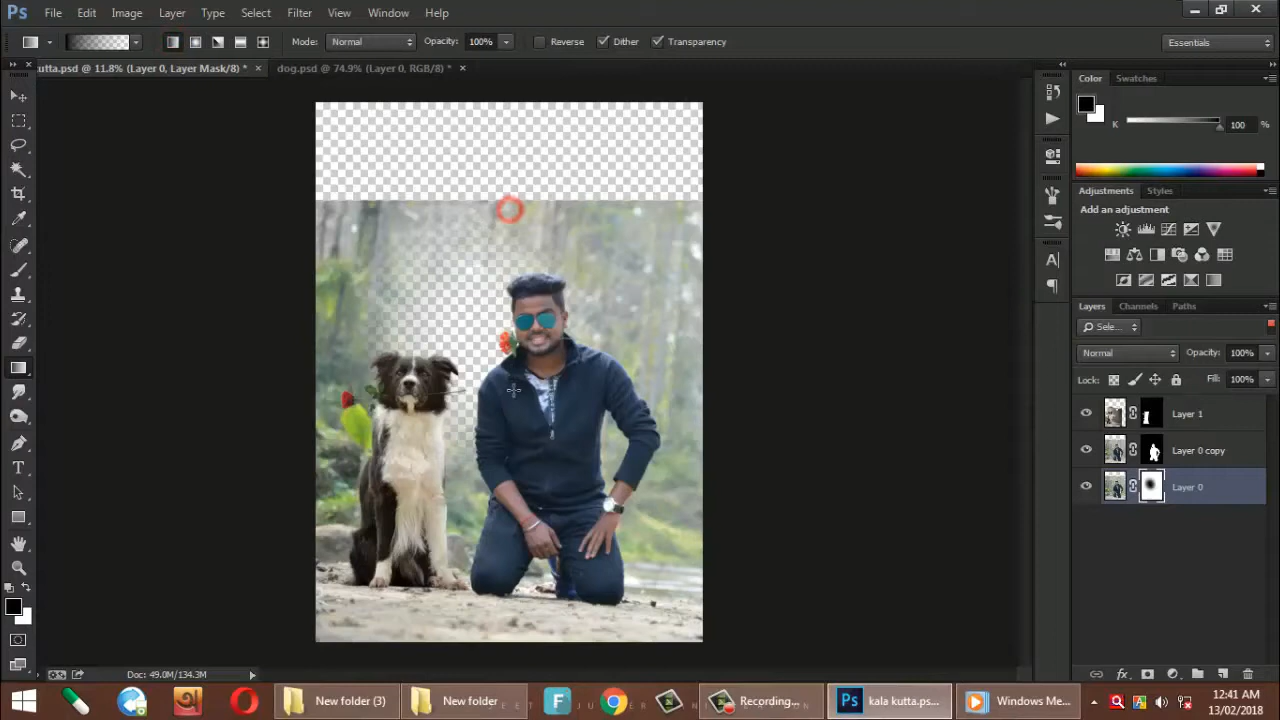 Ps File Edit Image Layer Type Select Filter View Window Help
Mode: Normal Opacity: 100% Reverse Dither Transparency Essentials
kutta.psd @ 11.8% (Layer 0, Layer Mask/8) * × dog.psd @ 74.9% (Layer 0, RGB/8) * ×
Color Swatches
K 100 %
Adjustments Styles
Add an adjustment
Layers Channels Paths
Sele...
Normal Opacity: 100%
Lock: Fill: 100%
Layer 1
Layer 0 copy
Layer 0
Doc: 49.0M/134.3M
New folder (3) New folder Recording... Ps kala kutta.ps... Windows Me...
12:41 AM
13/02/2018